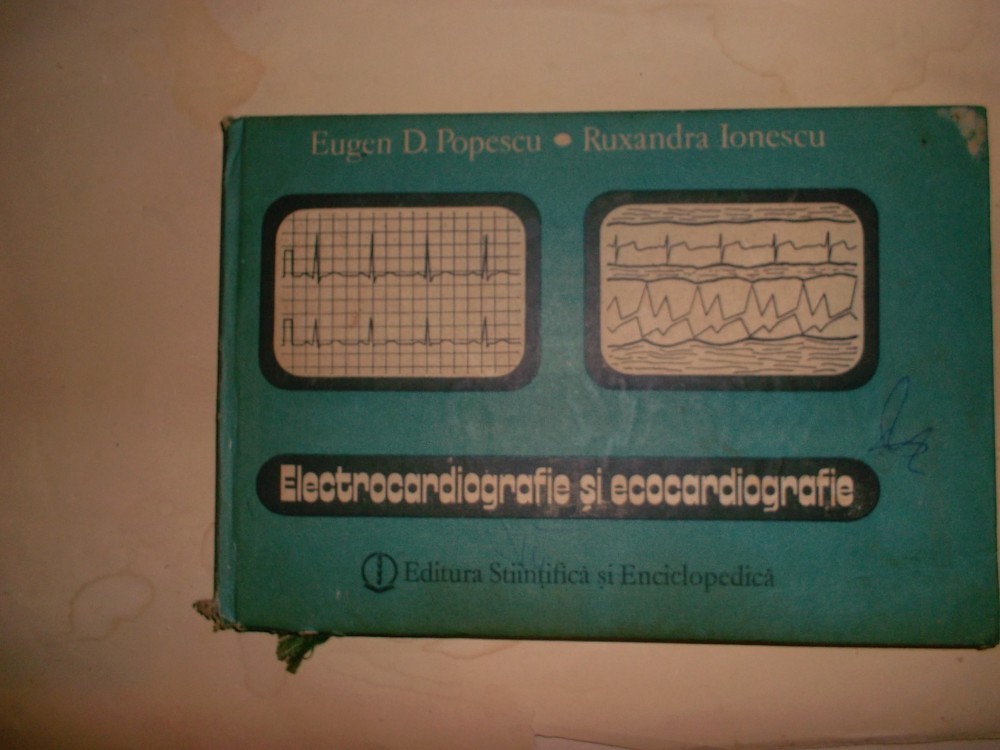 Eugen D. Popescu • Ruxandra Ionescu
Electrocardiografie și ecocardiografie
Editura Științifică și Enciclopedică